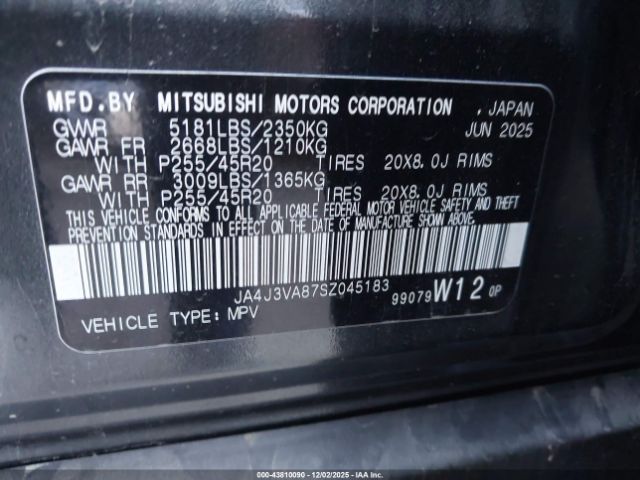 MFD.BY MITSUBISHI MOTORS CORPORATION , JAPAN
GVWR 5181LBS/2350KG JUN 2025
GAWR FR 2668LBS/1210KG
WITH P255/45R20 TIRES 20X8.0J RIMS
GAWR RR 3009LBS/1365KG
WITH P255/45R20 TIRES 20X8.0J RIMS
THIS VEHICLE CONFORMS TO ALL APPLICABLE FEDERAL MOTOR VEHICLE SAFETY AND THEFT
PREVENTION STANDARDS IN EFFECT ON THE DATE OF MANUFACTURE SHOWN ABOVE.
JA4J3VA87SZ045183
99079 W12 0P
VEHICLE TYPE: MPV
000-43810090 - 12/02/2025 - IAA Inc.